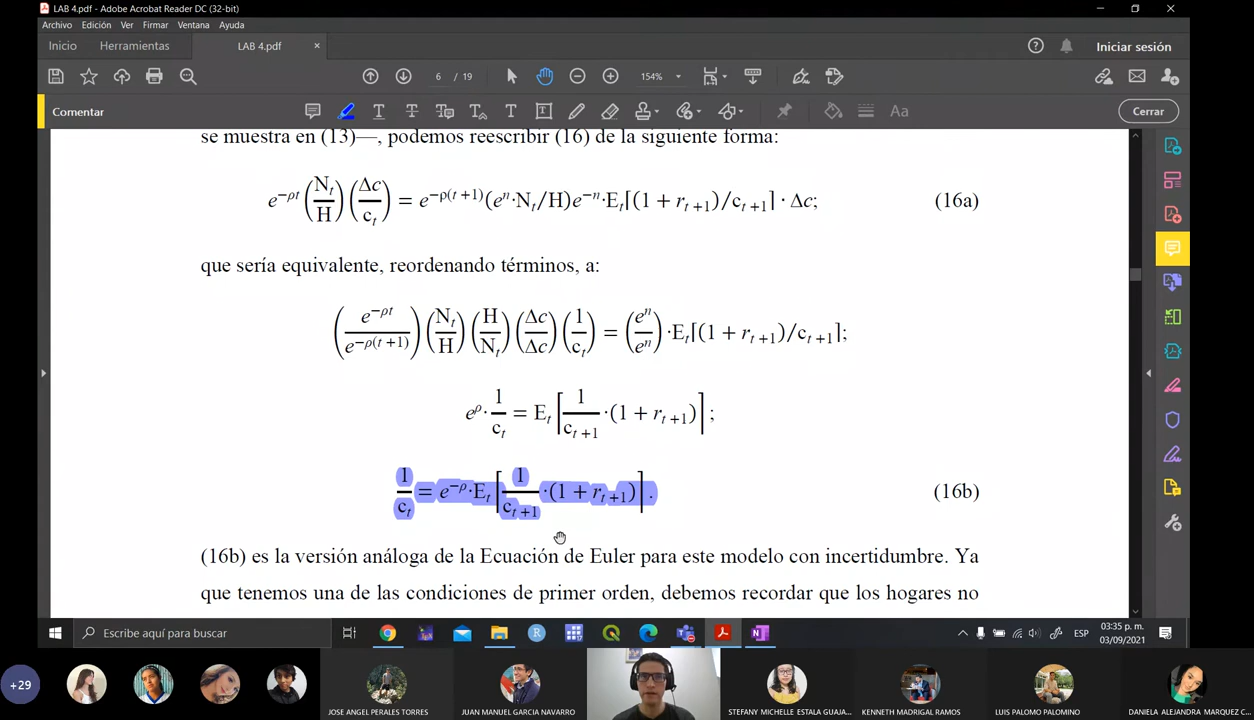 LAB 4.pdf - Adobe Acrobat Reader DC (32-bit)
Archivo Edición Ver Firmar Ventana Ayuda
Inicio Herramientas LAB 4.pdf × Iniciar sesión
6 / 19 154%
Comentar Aa Cerrar
se muestra en (13)—, podemos reescribir (16) de la siguiente forma:
e^{−ρt} (N_t/H) (Δc/c_t) = e^{−ρ(t+1)}(e^n·N_t/H)e^{−n}·E_t⌈(1 + r_{t+1})/c_{t+1}⌉ · Δc; (16a)
que sería equivalente, reordenando términos, a:
(e^{−ρt}/e^{−ρ(t+1)}) (N_t/H) (H/N_t) (Δc/Δc) (1/c_t) = (e^n/e^n) ·E_t⌈(1 + r_{t+1})/c_{t+1}⌉;
e^ρ · 1/c_t = E_t ⌈1/c_{t+1} ·(1 + r_{t+1})⌉ ;
1/c_t = e^{−ρ}·E_t ⌈1/c_{t+1} ·(1 + r_{t+1})⌉ . (16b)
(16b) es la versión análoga de la Ecuación de Euler para este modelo con incertidumbre. Ya
que tenemos una de las condiciones de primer orden, debemos recordar que los hogares no
Escribe aquí para buscar ESP 03:35 p. m.
03/09/2021
+29
JOSE ANGEL PERALES TORRES JUAN MANUEL GARCIA NAVARRO STEFANY MICHELLE ESTALA GUAJA... KENNETH MADRIGAL RAMOS LUIS PALOMO PALOMINO DANIELA ALEJANDRA MARQUEZ C...